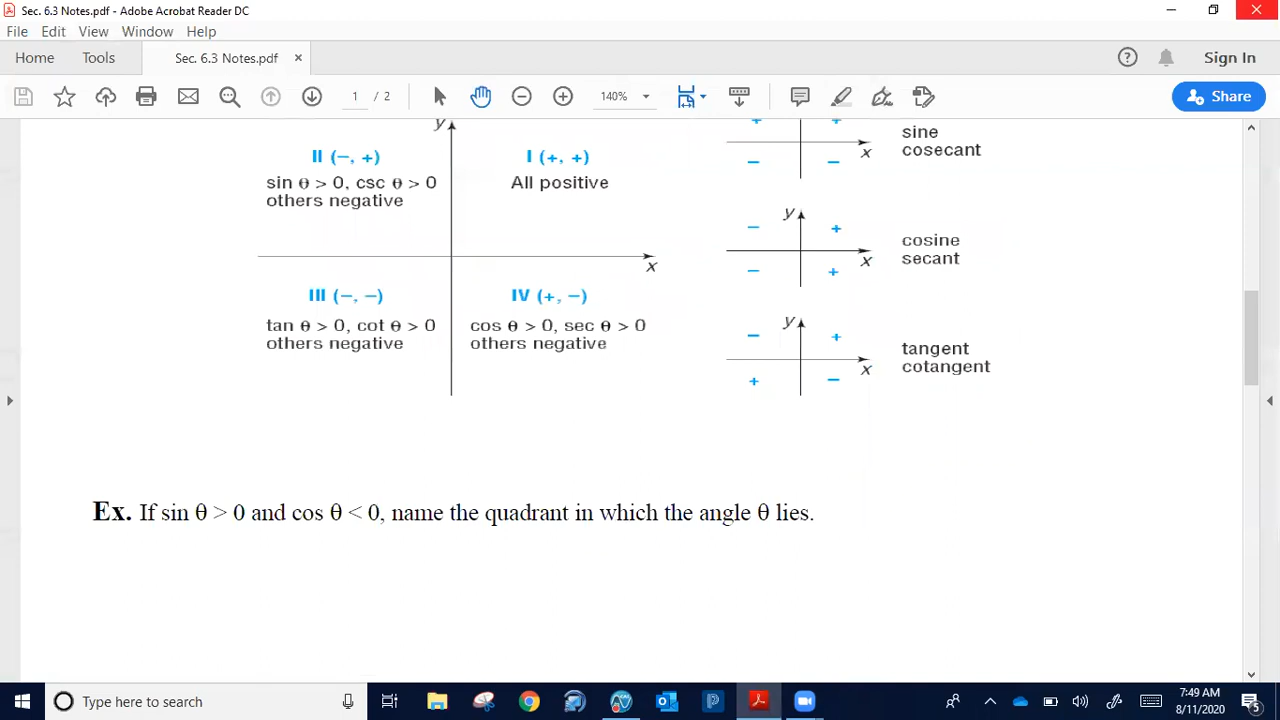 Sec. 6.3 Notes.pdf - Adobe Acrobat Reader DC
File Edit View Window Help
Home Tools Sec. 6.3 Notes.pdf × Sign In
1 / 2 140% Share
y
II (−, +) I (+, +)
sin θ > 0, csc θ > 0 All positive
others negative
x
III (−, −) IV (+, −)
tan θ > 0, cot θ > 0 cos θ > 0, sec θ > 0
others negative others negative
+ +
x
− −
sine
cosecant
y
− +
x
− +
cosine
secant
y
− +
x
+ −
tangent
cotangent
Ex. If sin θ > 0 and cos θ < 0, name the quadrant in which the angle θ lies.
Type here to search
7:49 AM
8/11/2020
5